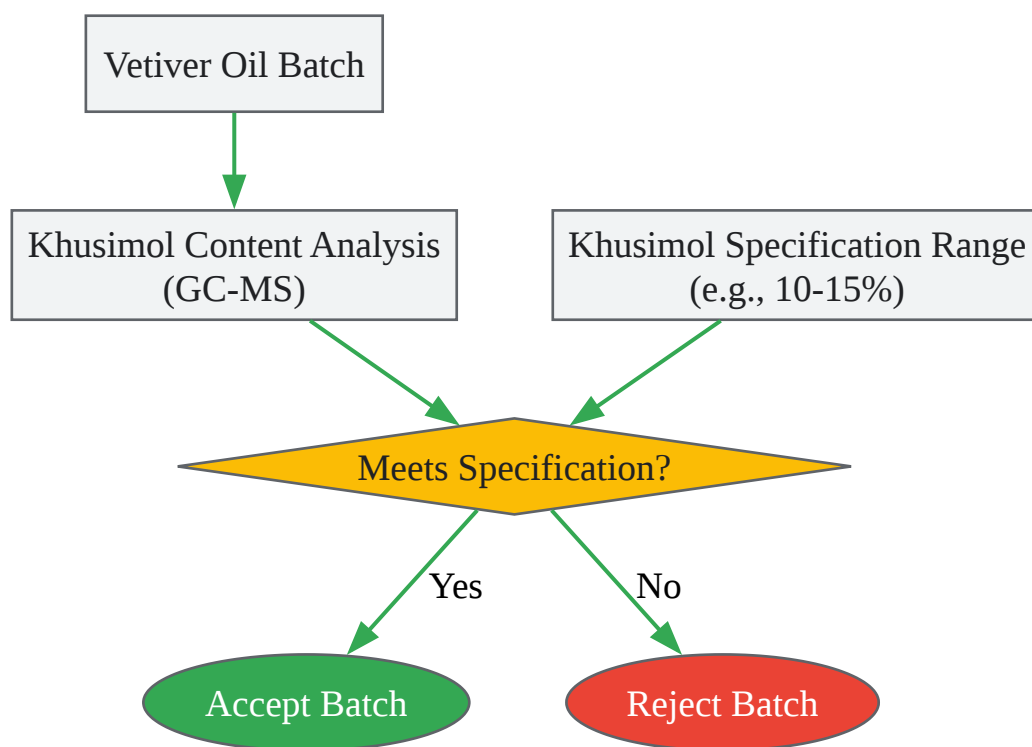 Vetiver Oil Batch
Khusimol Content Analysis
(GC-MS)
Khusimol Specification Range
(e.g., 10-15%)
Meets Specification?
Yes
No
Accept Batch
Reject Batch